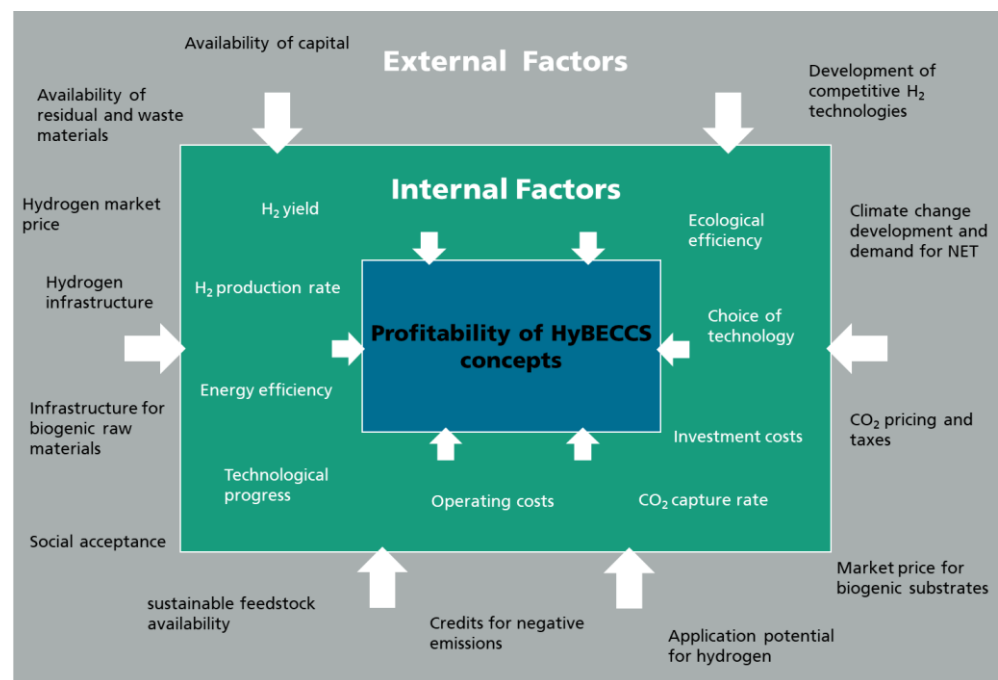 Availability of capital
External Factors
Development of
competitive H₂
technologies
Availability of
residual and waste
materials
Internal Factors
Hydrogen market
price
H₂ yield
Ecological
efficiency
Climate change
development and
demand for NET
Hydrogen
infrastructure
H₂ production rate
Profitability of HyBECCS
concepts
Choice of
technology
Energy efficiency
Infrastructure for
biogenic raw
materials
Investment costs
CO₂ pricing and
taxes
Technological
progress
Operating costs
CO₂ capture rate
Social acceptance
Market price for
biogenic substrates
sustainable feedstock
availability
Credits for negative
emissions
Application potential
for hydrogen